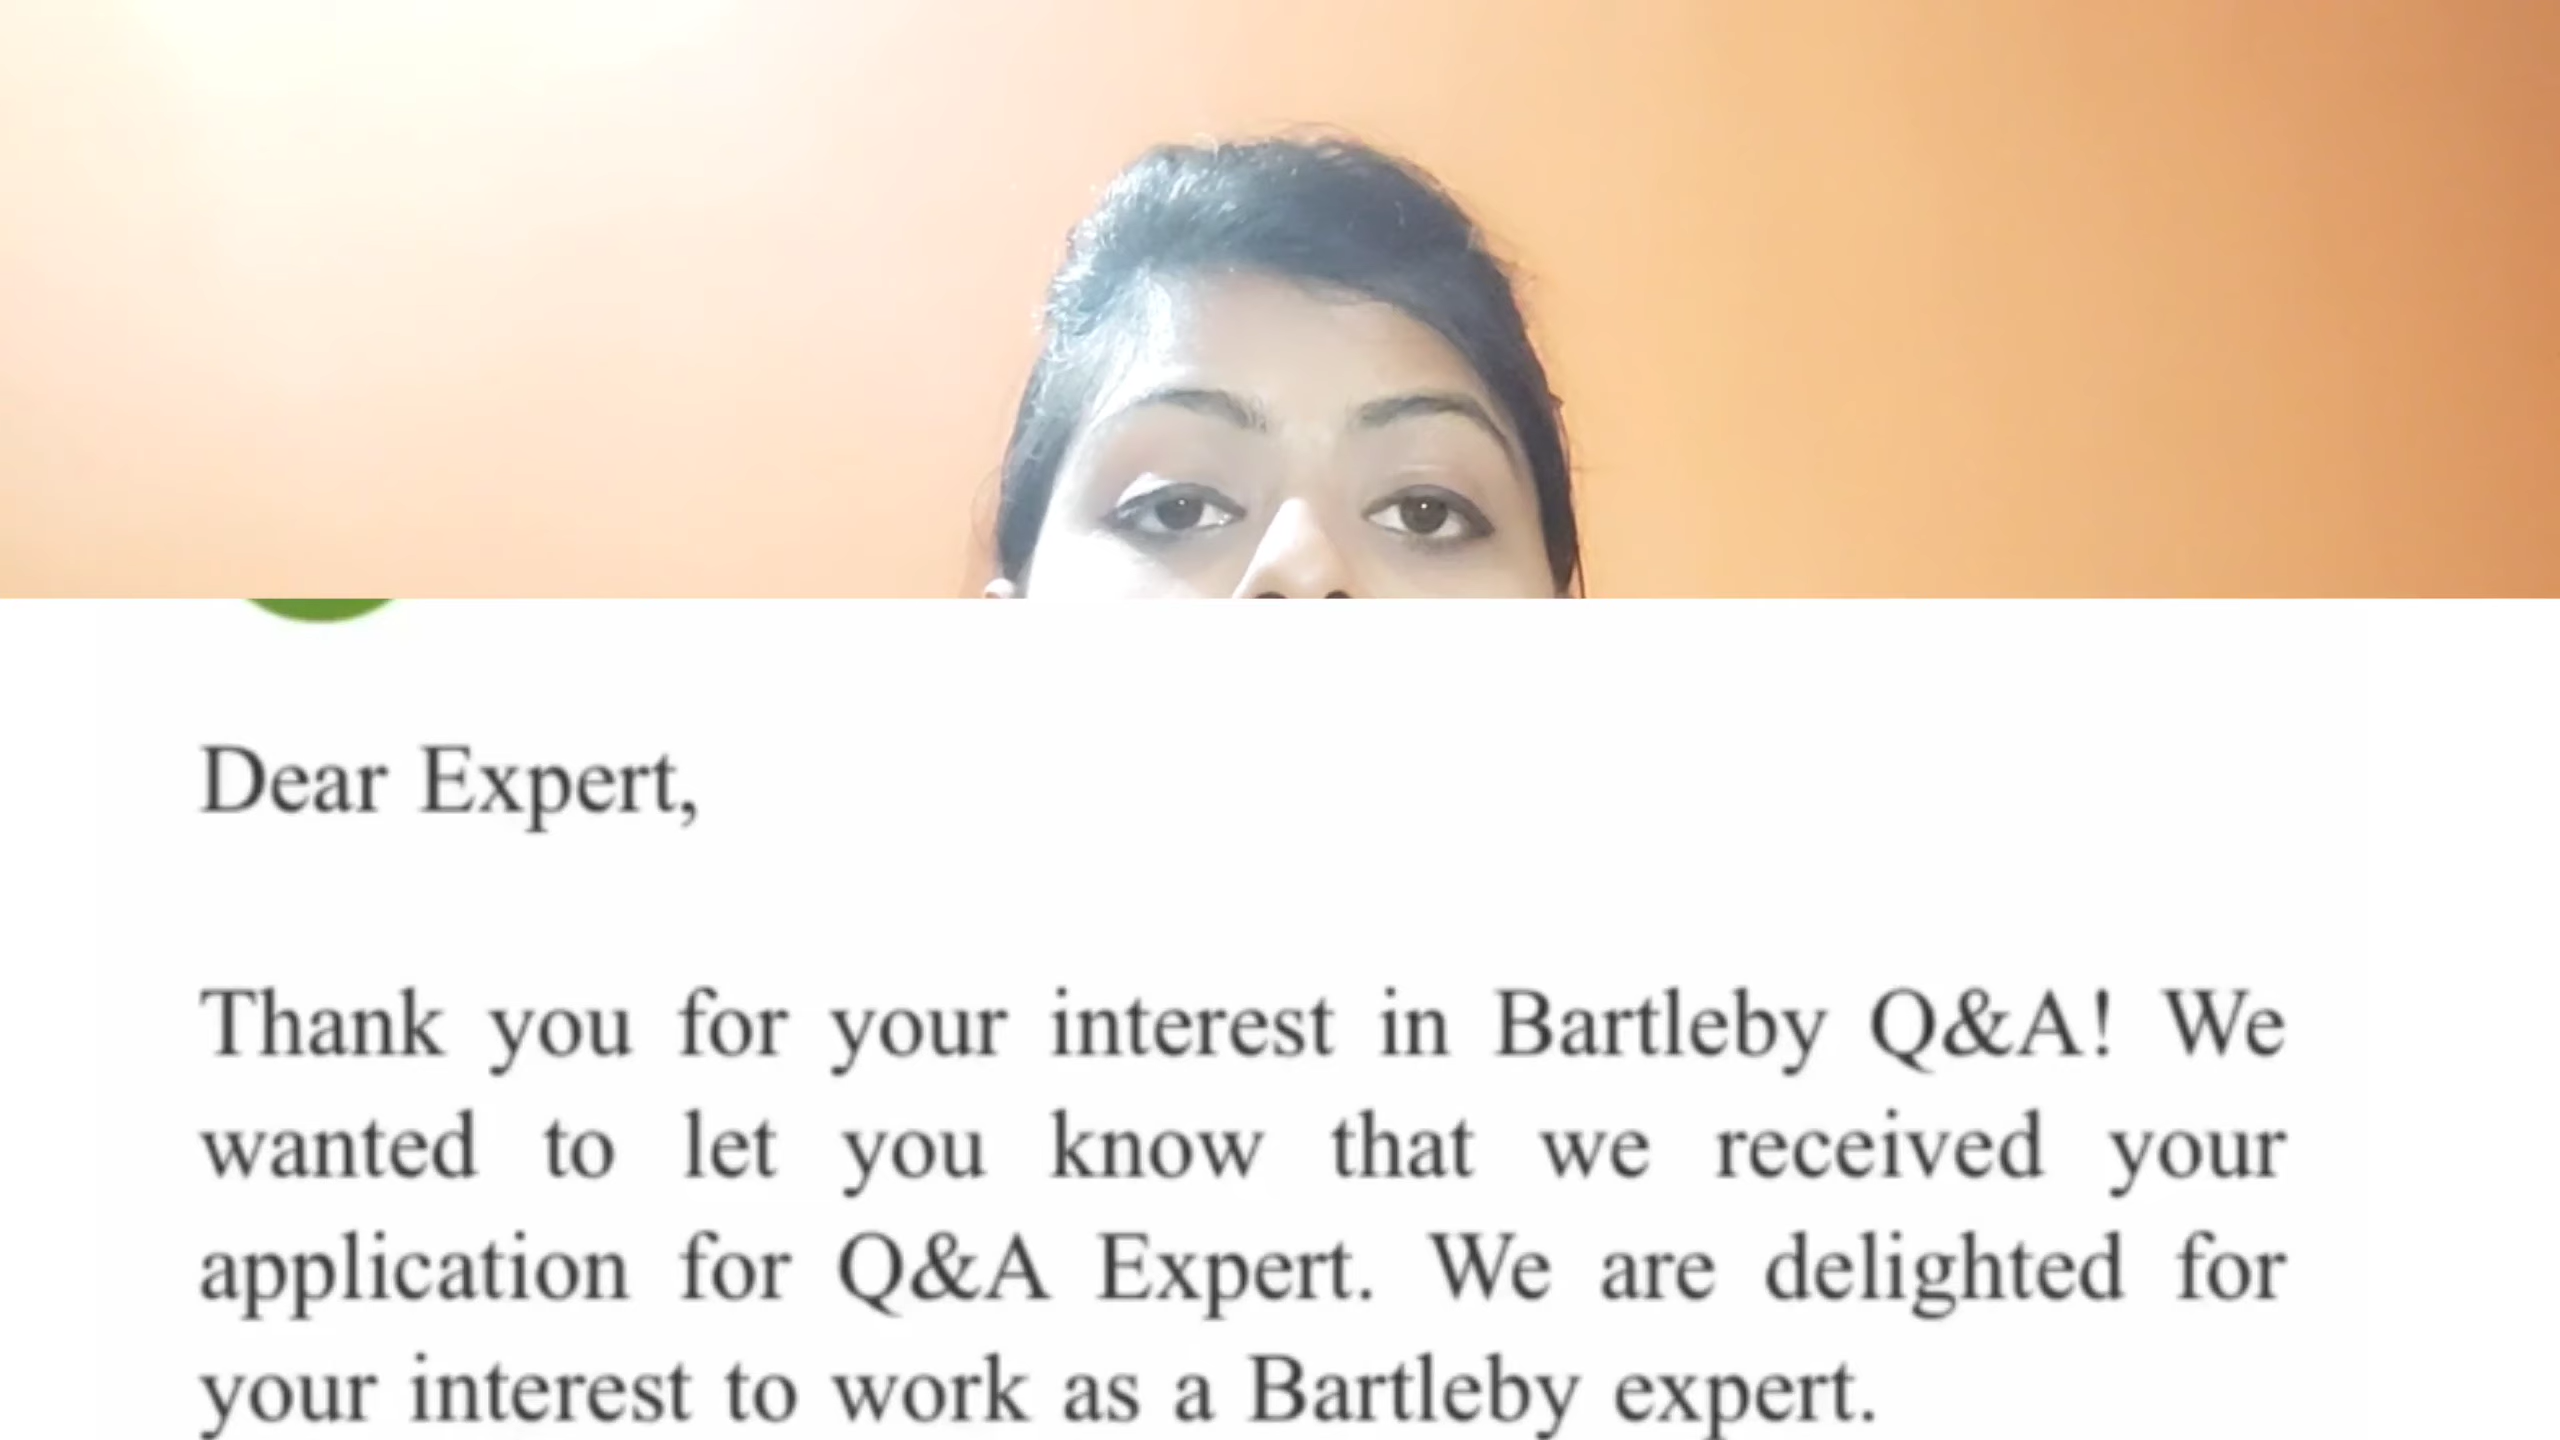 Dear Expert,
Thank you for your interest in Bartleby Q&A! We
wanted to let you know that we received your
application for Q&A Expert. We are delighted for
your interest to work as a Bartleby expert.